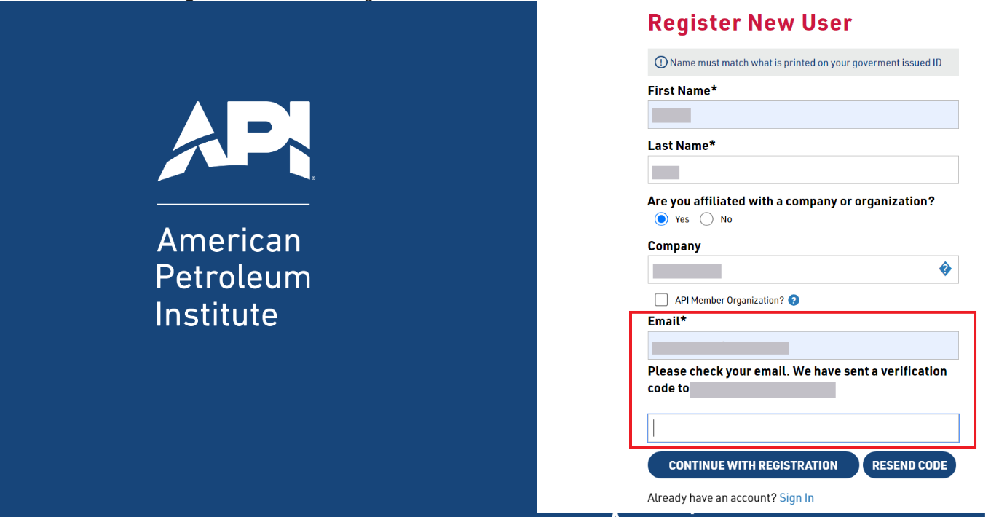 API
®
American
Petroleum
Institute
Register New User
Name must match what is printed on your goverment issued ID
First Name*
Last Name*
Are you affiliated with a company or organization?
Yes No
Company
?
API Member Organization? ?
Email*
Please check your email. We have sent a verification
code to
CONTINUE WITH REGISTRATION RESEND CODE
Already have an account? Sign In